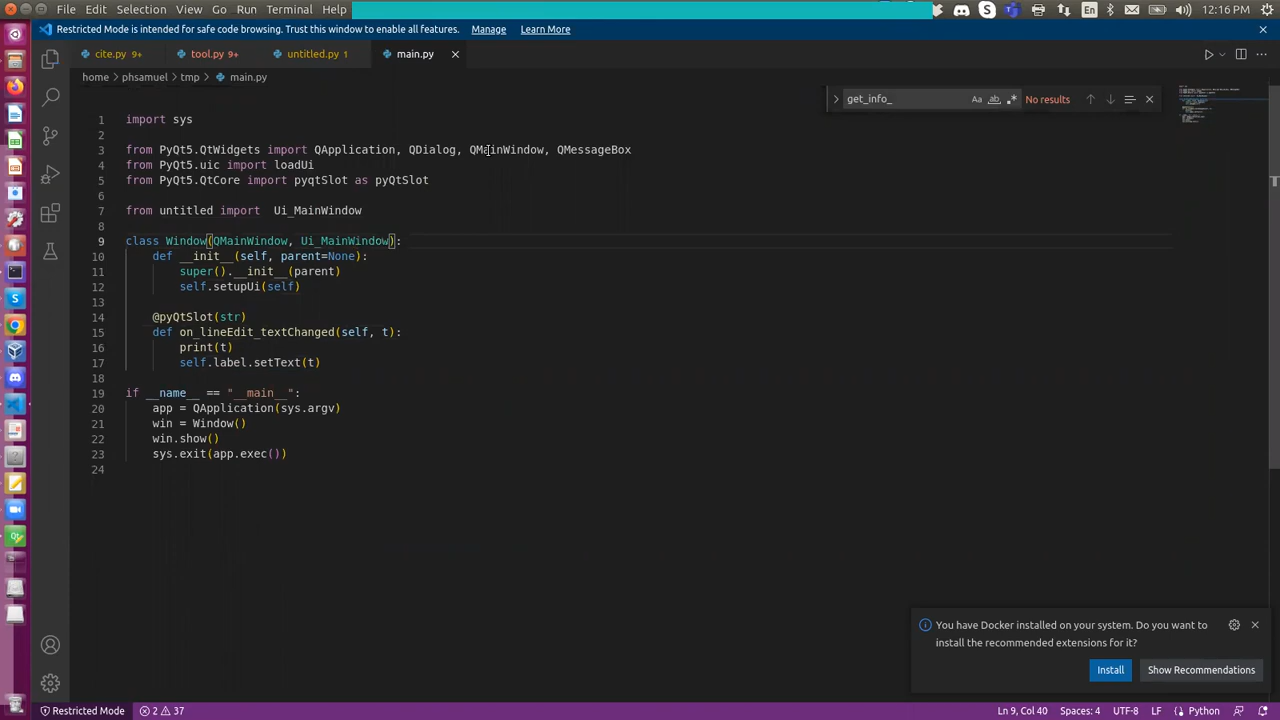 File Edit Selection View Go Run Terminal Help En 12:16 PM
Restricted Mode is intended for safe code browsing. Trust this window to enable all features. Manage Learn More
cite.py 9+ tool.py 9+ untitled.py 1 main.py
home > phsamuel > tmp > main.py
get_info_ Aa ab No results
1 import sys
2
3 from PyQt5.QtWidgets import QApplication, QDialog, QMainWindow, QMessageBox
4 from PyQt5.uic import loadUi
5 from PyQt5.QtCore import pyqtSlot as pyQtSlot
6
7 from untitled import  Ui_MainWindow
8
9 class Window(QMainWindow, Ui_MainWindow):
10 def __init__(self, parent=None):
11 super().__init__(parent)
12 self.setupUi(self)
13
14 @pyQtSlot(str)
15 def on_lineEdit_textChanged(self, t):
16 print(t)
17 self.label.setText(t)
18
19 if __name__ == "__main__":
20 app = QApplication(sys.argv)
21 win = Window()
22 win.show()
23 sys.exit(app.exec())
24
You have Docker installed on your system. Do you want to
install the recommended extensions for it?
Install Show Recommendations
Restricted Mode 2 37 Ln 9, Col 40 Spaces: 4 UTF-8 LF Python